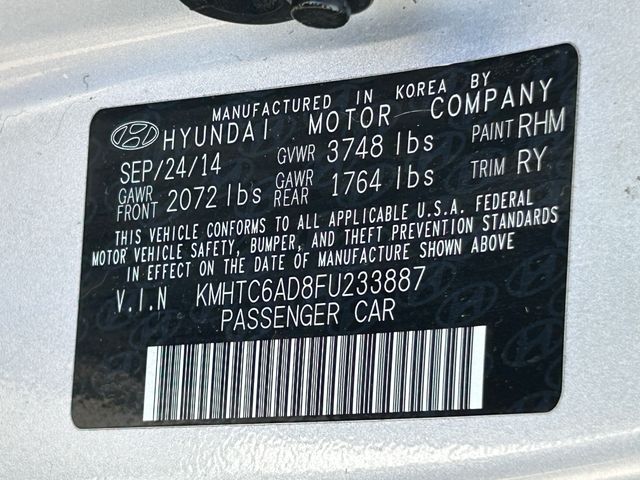 MANUFACTURED IN KOREA BY
HYUNDAI MOTOR COMPANY
SEP/24/14 GVWR 3748 lbs PAINT RHM
GAWR FRONT 2072 lbs GAWR REAR 1764 lbs TRIM RY
THIS VEHICLE CONFORMS TO ALL APPLICABLE U.S.A. FEDERAL
MOTOR VEHICLE SAFETY, BUMPER, AND THEFT PREVENTION STANDARDS
IN EFFECT ON THE DATE OF MANUFACTURE SHOWN ABOVE
V.I.N KMHTC6AD8FU233887
PASSENGER CAR